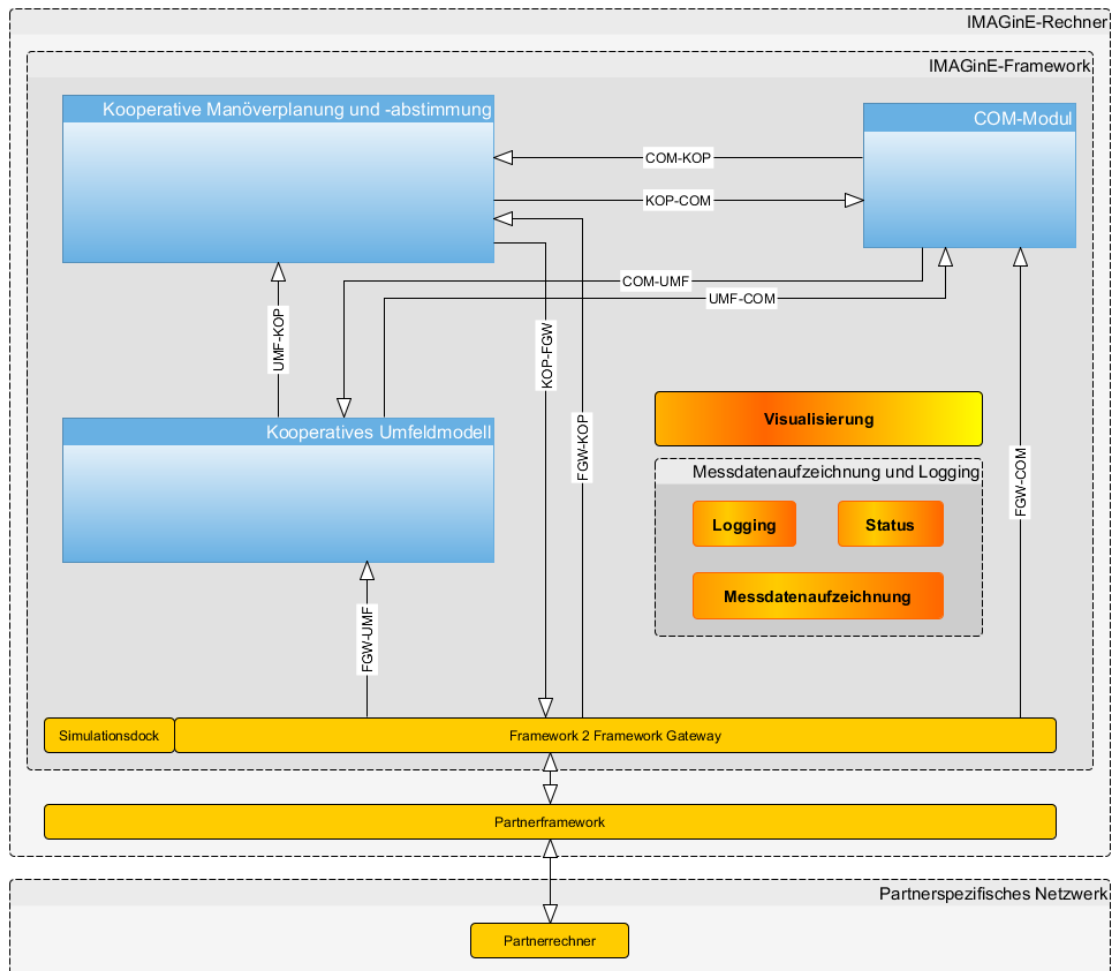 IMAGinE-Rechner
IMAGinE-Framework
Kooperative Manöverplanung und -abstimmung
COM-Modul
COM-KOP
KOP-COM
COM-UMF
UMF-COM
UMF-KOP
KOP-FGW
FGW-KOP
FGW-COM
Visualisierung
Kooperatives Umfeldmodell
Messdatenaufzeichnung und Logging
Logging
Status
Messdatenaufzeichnung
FGW-UMF
Simulationsdock
Framework 2 Framework Gateway
Partnerframework
Partnerspezifisches Netzwerk
Partnerrechner